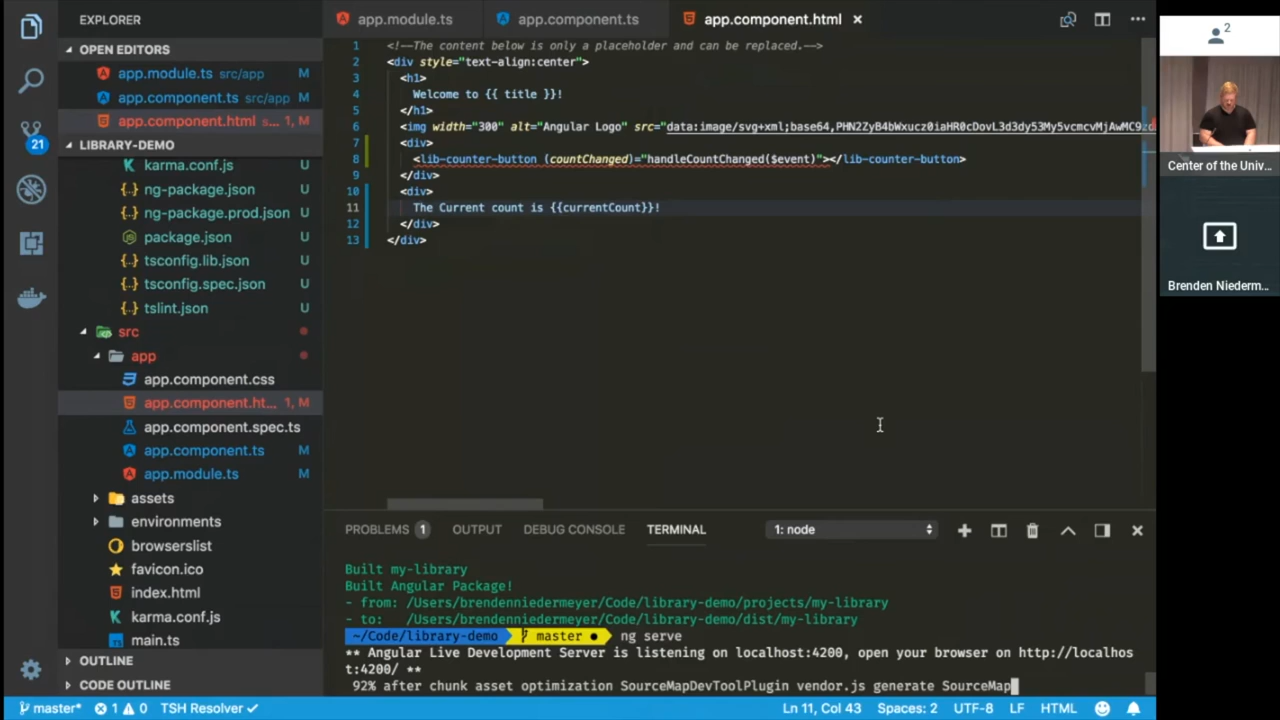 EXPLORER
OPEN EDITORS
app.module.ts src/app M
app.component.ts src/app M
app.component.html s... 1, M
LIBRARY-DEMO
karma.conf.js U
{..} ng-package.json U
{..} ng-package.prod.json U
package.json U
{..} tsconfig.lib.json U
{..} tsconfig.spec.json U
{..} tslint.json U
src
app
app.component.css
app.component.ht... 1, M
app.component.spec.ts
app.component.ts M
app.module.ts M
assets
environments
browserslist
favicon.ico
index.html
karma.conf.js
main.ts
OUTLINE
CODE OUTLINE
21
app.module.ts app.component.ts app.component.html
1 <!--The content below is only a placeholder and can be replaced.-->
2 <div style="text-align:center">
3 <h1>
4 Welcome to {{ title }}!
5 </h1>
6 <img width="300" alt="Angular Logo" src="data:image/svg+xml;base64,PHN2ZyB4bWxucz0iaHR0cDovL3d3dy53My5vcmcvMjAwMC9zd
7 <div>
8 <lib-counter-button (countChanged)="handleCountChanged($event)"></lib-counter-button>
9 </div>
10 <div>
11 The Current count is {{currentCount}}!
12 </div>
13 </div>
PROBLEMS 1 OUTPUT DEBUG CONSOLE TERMINAL 1: node
Built my-library
Built Angular Package!
- from: /Users/brendenniedermeyer/Code/library-demo/projects/my-library
- to: /Users/brendenniedermeyer/Code/library-demo/dist/my-library
~/Code/library-demo master ● ng serve
** Angular Live Development Server is listening on localhost:4200, open your browser on http://localhos
t:4200/ **
92% after chunk asset optimization SourceMapDevToolPlugin vendor.js generate SourceMap
master* 1 0 TSH Resolver Ln 11, Col 43 Spaces: 2 UTF-8 LF HTML
2
Center of the Univ...
Brenden Niederm...